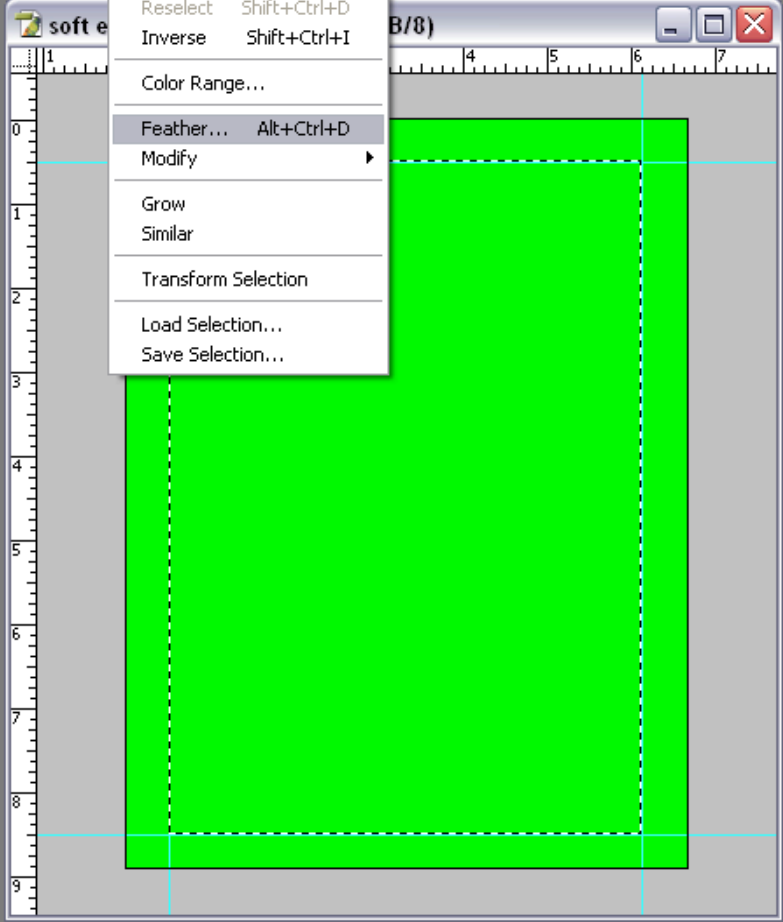 soft e B/8)
Reselect Shift+Ctrl+D
Inverse Shift+Ctrl+I
Color Range...
Feather... Alt+Ctrl+D
Modify
Grow
Similar
Transform Selection
Load Selection...
Save Selection...
1 4 5 6 7
0
1
2
3
4
5
6
7
8
9